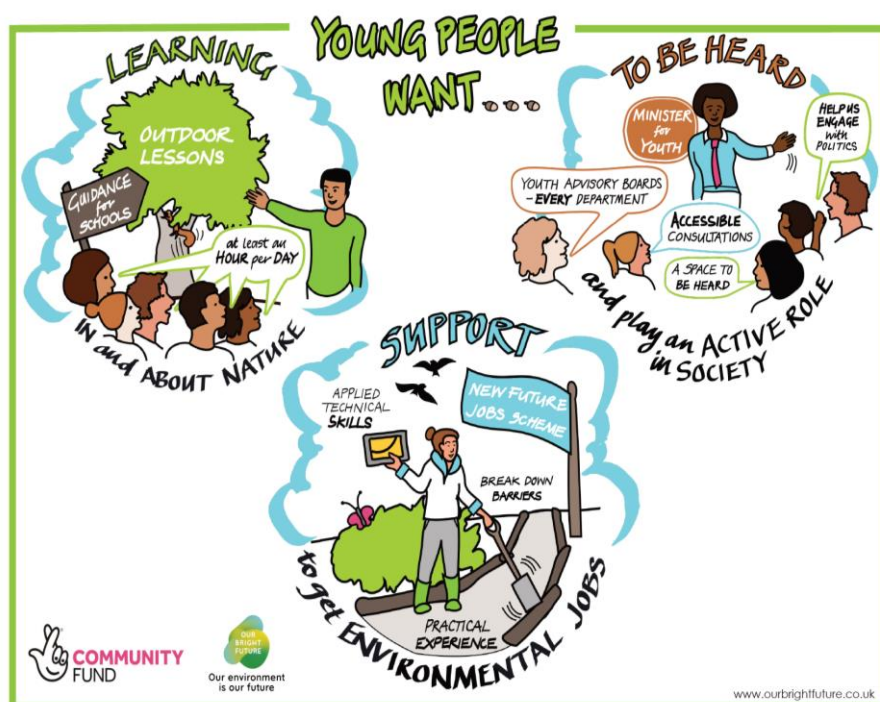 YOUNG PEOPLE
WANT...
LEARNING
OUTDOOR
LESSONS
GUIDANCE
for
SCHOOLS
at least an
HOUR per DAY
IN and ABOUT NATURE
TO BE HEARD
MINISTER
for
YOUTH
HELP US
ENGAGE
with
POLITICS
YOUTH ADVISORY BOARDS
- EVERY DEPARTMENT
ACCESSIBLE
CONSULTATIONS
A SPACE TO
BE HEARD
and play an ACTIVE ROLE
in SOCIETY
SUPPORT
APPLIED
TECHNICAL
SKILLS
NEW FUTURE
JOBS SCHEME
BREAK DOWN
BARRIERS
PRACTICAL
EXPERIENCE
to get ENVIRONMENTAL JOBS
COMMUNITY
FUND
OUR
BRIGHT
FUTURE
Our environment
is our future
www.ourbrightfuture.co.uk